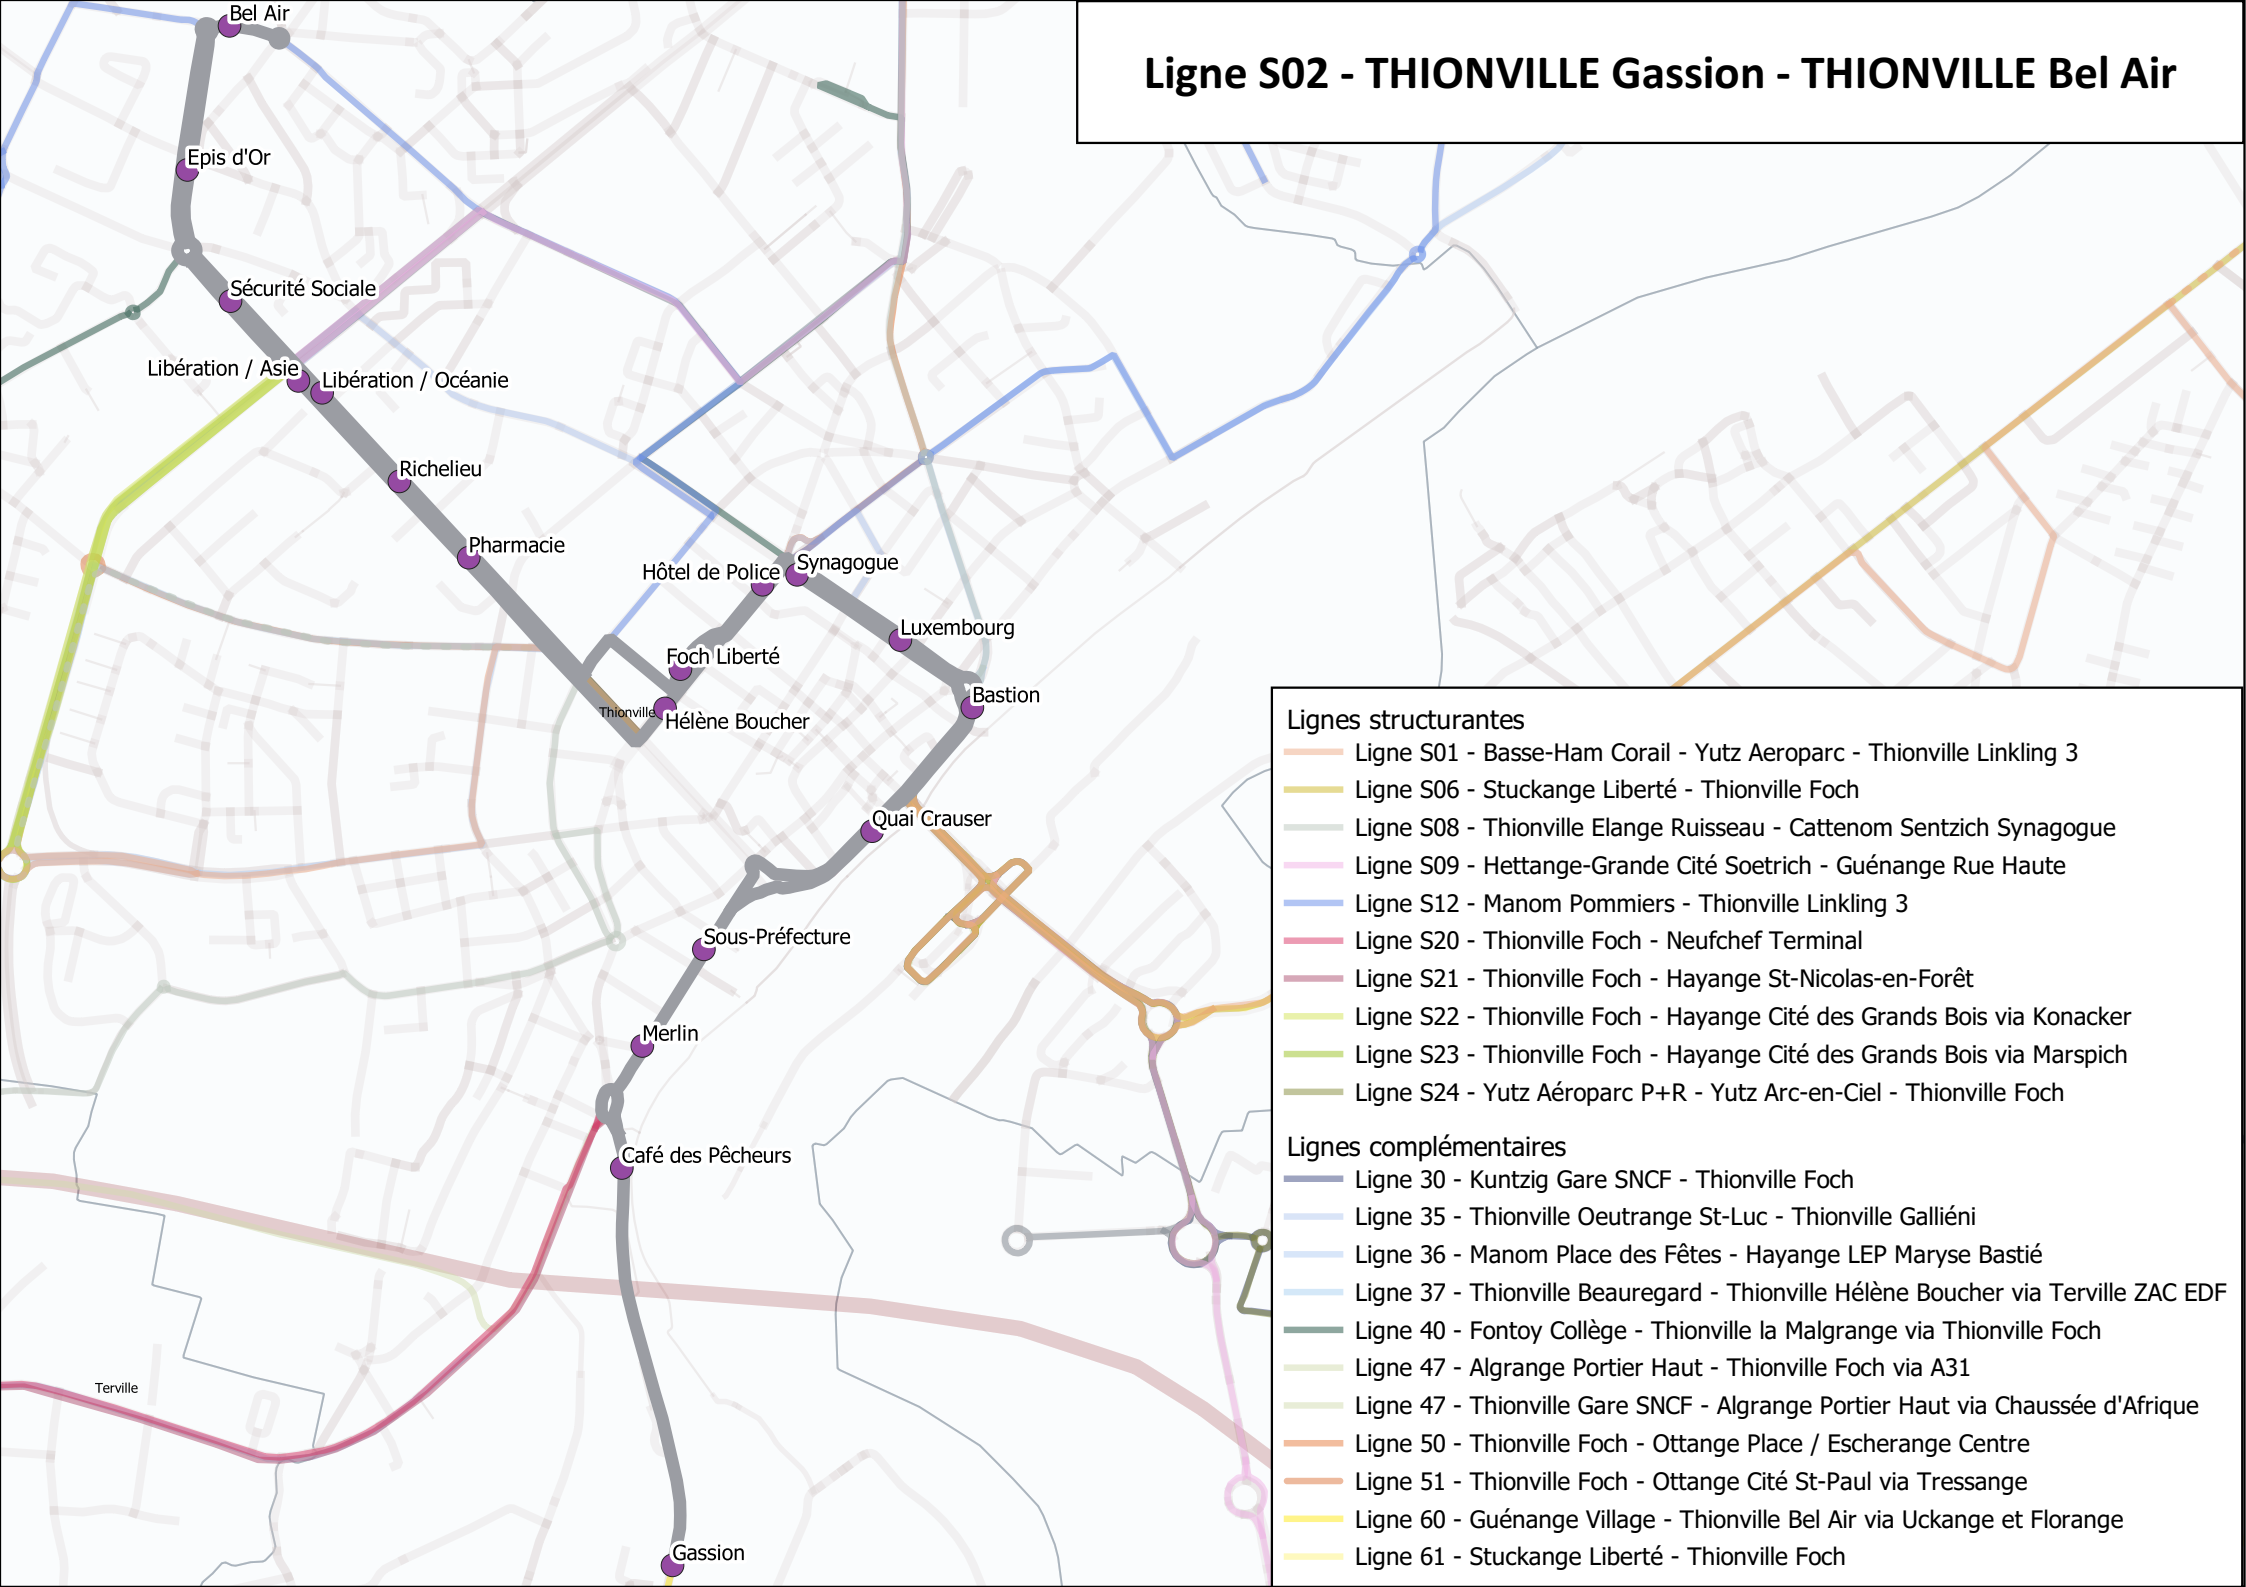 Ligne S02 - THIONVILLE Gassion - THIONVILLE Bel Air
Bel Air
Epis d'Or
Sécurité Sociale
Libération / Asie
Libération / Océanie
Richelieu
Pharmacie
Hôtel de Police
Synagogue
Luxembourg
Foch Liberté
Bastion
Thionville
Hélène Boucher
Quai Crauser
Sous-Préfecture
Merlin
Café des Pêcheurs
Terville
Gassion
Lignes structurantes
Ligne S01 - Basse-Ham Corail - Yutz Aeroparc - Thionville Linkling 3
Ligne S06 - Stuckange Liberté - Thionville Foch
Ligne S08 - Thionville Elange Ruisseau - Cattenom Sentzich Synagogue
Ligne S09 - Hettange-Grande Cité Soetrich - Guénange Rue Haute
Ligne S12 - Manom Pommiers - Thionville Linkling 3
Ligne S20 - Thionville Foch - Neufchef Terminal
Ligne S21 - Thionville Foch - Hayange St-Nicolas-en-Forêt
Ligne S22 - Thionville Foch - Hayange Cité des Grands Bois via Konacker
Ligne S23 - Thionville Foch - Hayange Cité des Grands Bois via Marspich
Ligne S24 - Yutz Aéroparc P+R - Yutz Arc-en-Ciel - Thionville Foch
Lignes complémentaires
Ligne 30 - Kuntzig Gare SNCF - Thionville Foch
Ligne 35 - Thionville Oeutrange St-Luc - Thionville Galliéni
Ligne 36 - Manom Place des Fêtes - Hayange LEP Maryse Bastié
Ligne 37 - Thionville Beauregard - Thionville Hélène Boucher via Terville ZAC EDF
Ligne 40 - Fontoy Collège - Thionville la Malgrange via Thionville Foch
Ligne 47 - Algrange Portier Haut - Thionville Foch via A31
Ligne 47 - Thionville Gare SNCF - Algrange Portier Haut via Chaussée d'Afrique
Ligne 50 - Thionville Foch - Ottange Place / Escherange Centre
Ligne 51 - Thionville Foch - Ottange Cité St-Paul via Tressange
Ligne 60 - Guénange Village - Thionville Bel Air via Uckange et Florange
Ligne 61 - Stuckange Liberté - Thionville Foch